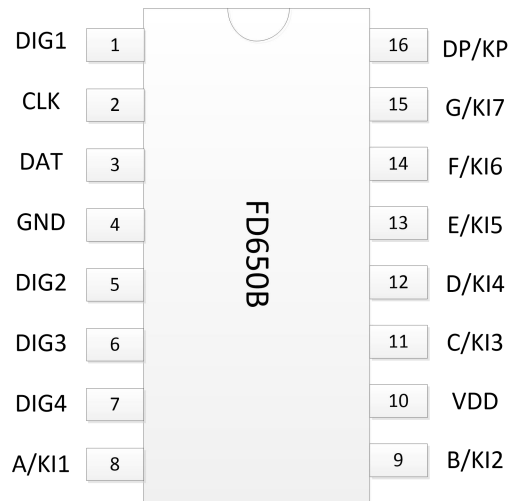 DIG1 1 16 DP/KP
CLK 2 15 G/KI7
DAT 3 14 F/KI6
GND 4 13 E/KI5
FD650B
DIG2 5 12 D/KI4
DIG3 6 11 C/KI3
DIG4 7 10 VDD
A/KI1 8 9 B/KI2